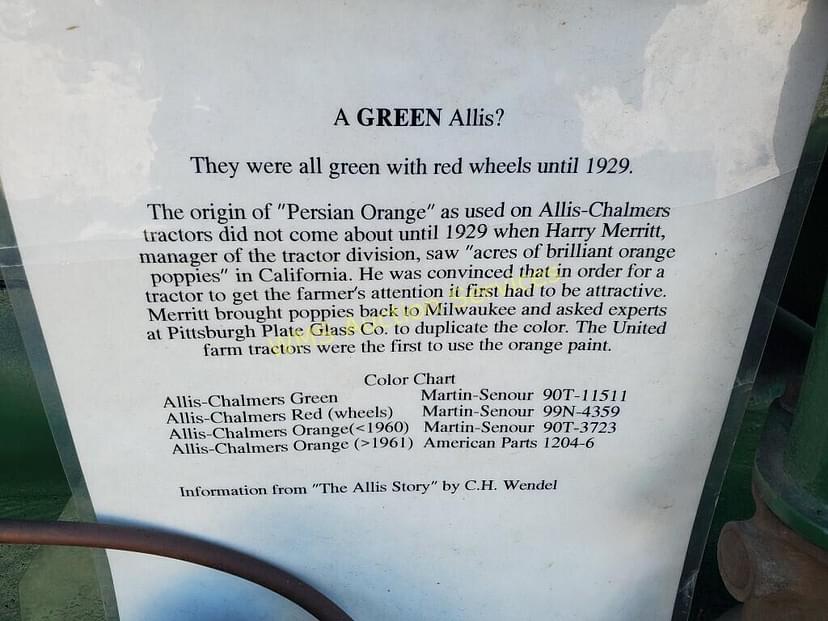 A GREEN Allis?
They were all green with red wheels until 1929.
The origin of "Persian Orange" as used on Allis-Chalmers
tractors did not come about until 1929 when Harry Merritt,
manager of the tractor division, saw "acres of brilliant orange
poppies" in California. He was convinced that in order for a
tractor to get the farmer's attention it first had to be attractive.
Merritt brought poppies back to Milwaukee and asked experts
at Pittsburgh Plate Glass Co. to duplicate the color. The United
farm tractors were the first to use the orange paint.
Color Chart
Allis-Chalmers Green Martin-Senour 90T-11511
Allis-Chalmers Red (wheels) Martin-Senour 99N-4359
Allis-Chalmers Orange(<1960) Martin-Senour 90T-3723
Allis-Chalmers Orange (>1961) American Parts 1204-6
Information from "The Allis Story" by C.H. Wendel
WMS Auction Services